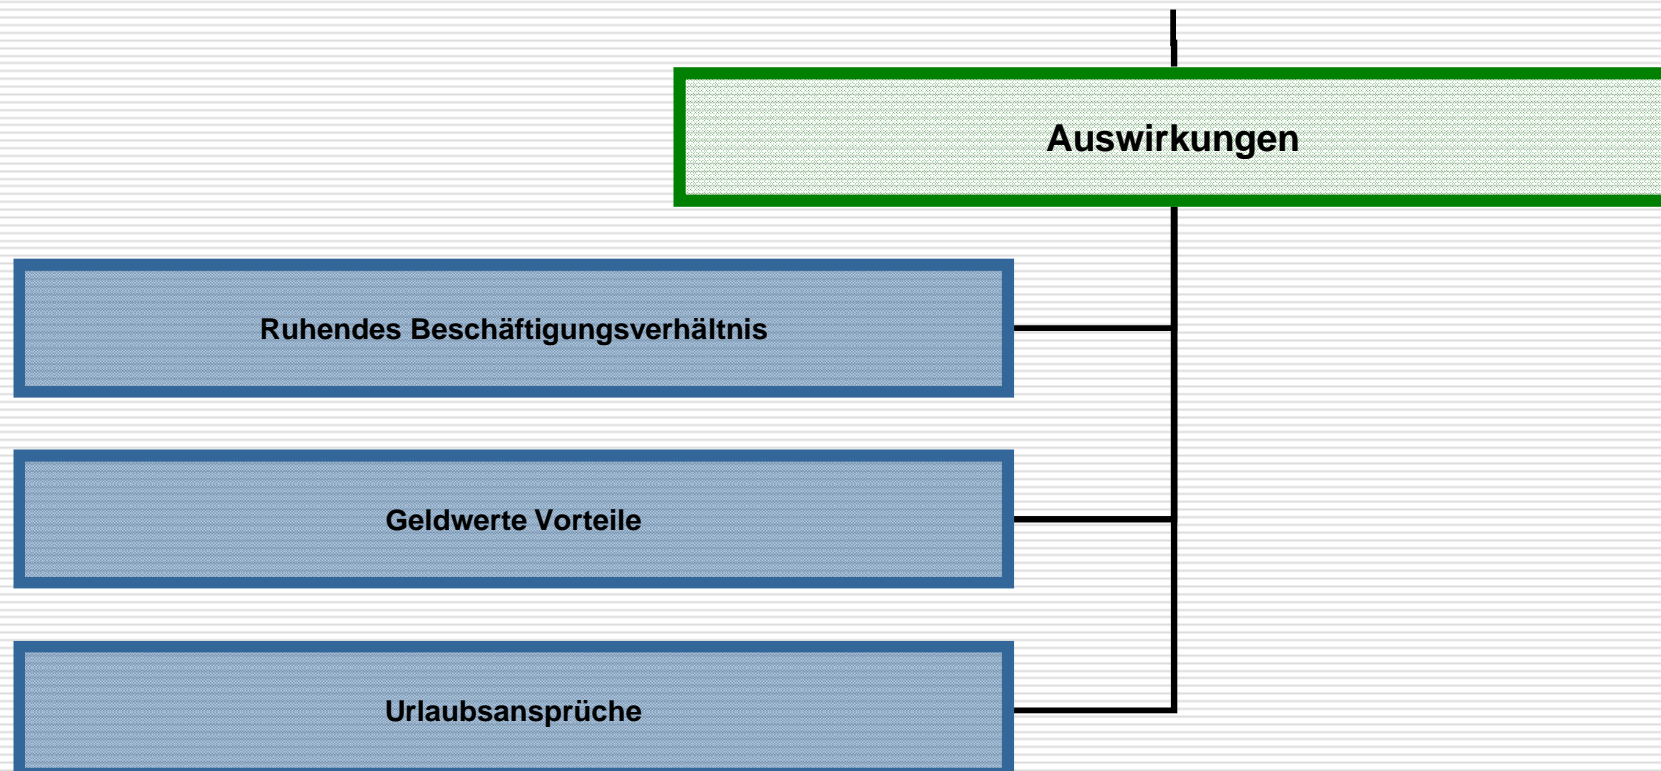 Auswirkungen
Ruhendes Beschäftigungsverhältnis
Geldwerte Vorteile
Urlaubsansprüche